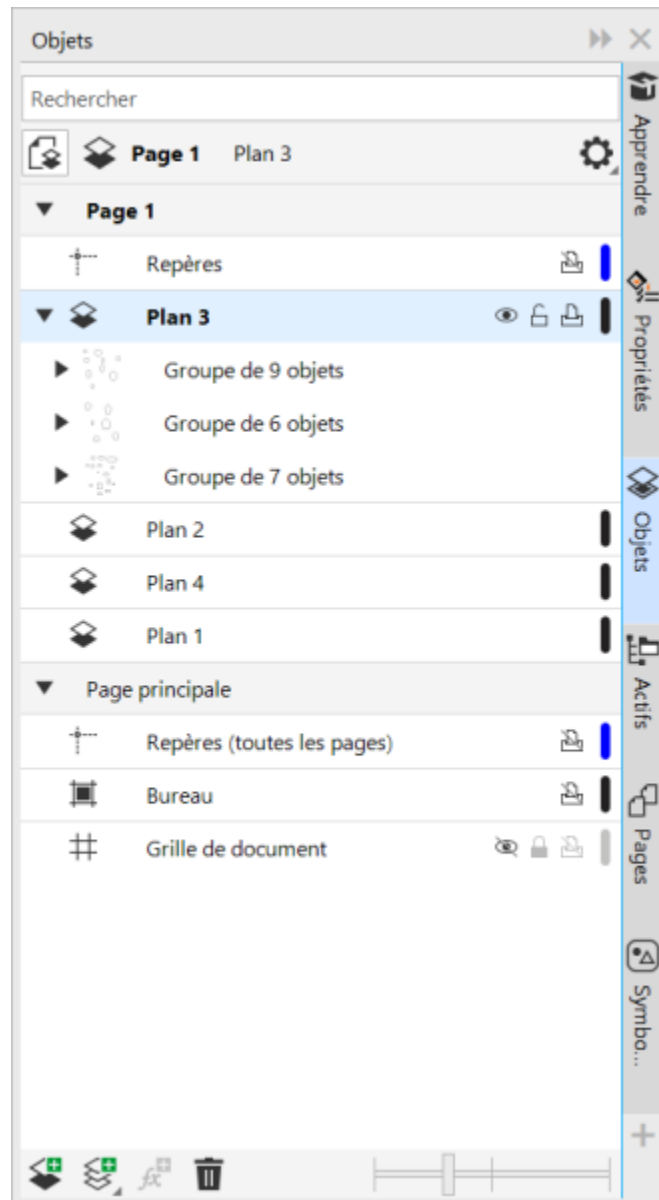 Objets
Rechercher
Page 1 Plan 3
Page 1
Repères
Plan 3
Groupe de 9 objets
Groupe de 6 objets
Groupe de 7 objets
Plan 2
Plan 4
Plan 1
Page principale
Repères (toutes les pages)
Bureau
Grille de document
fx
Apprendre
Propriétés
Objets
Actifs
Pages
Symbo...